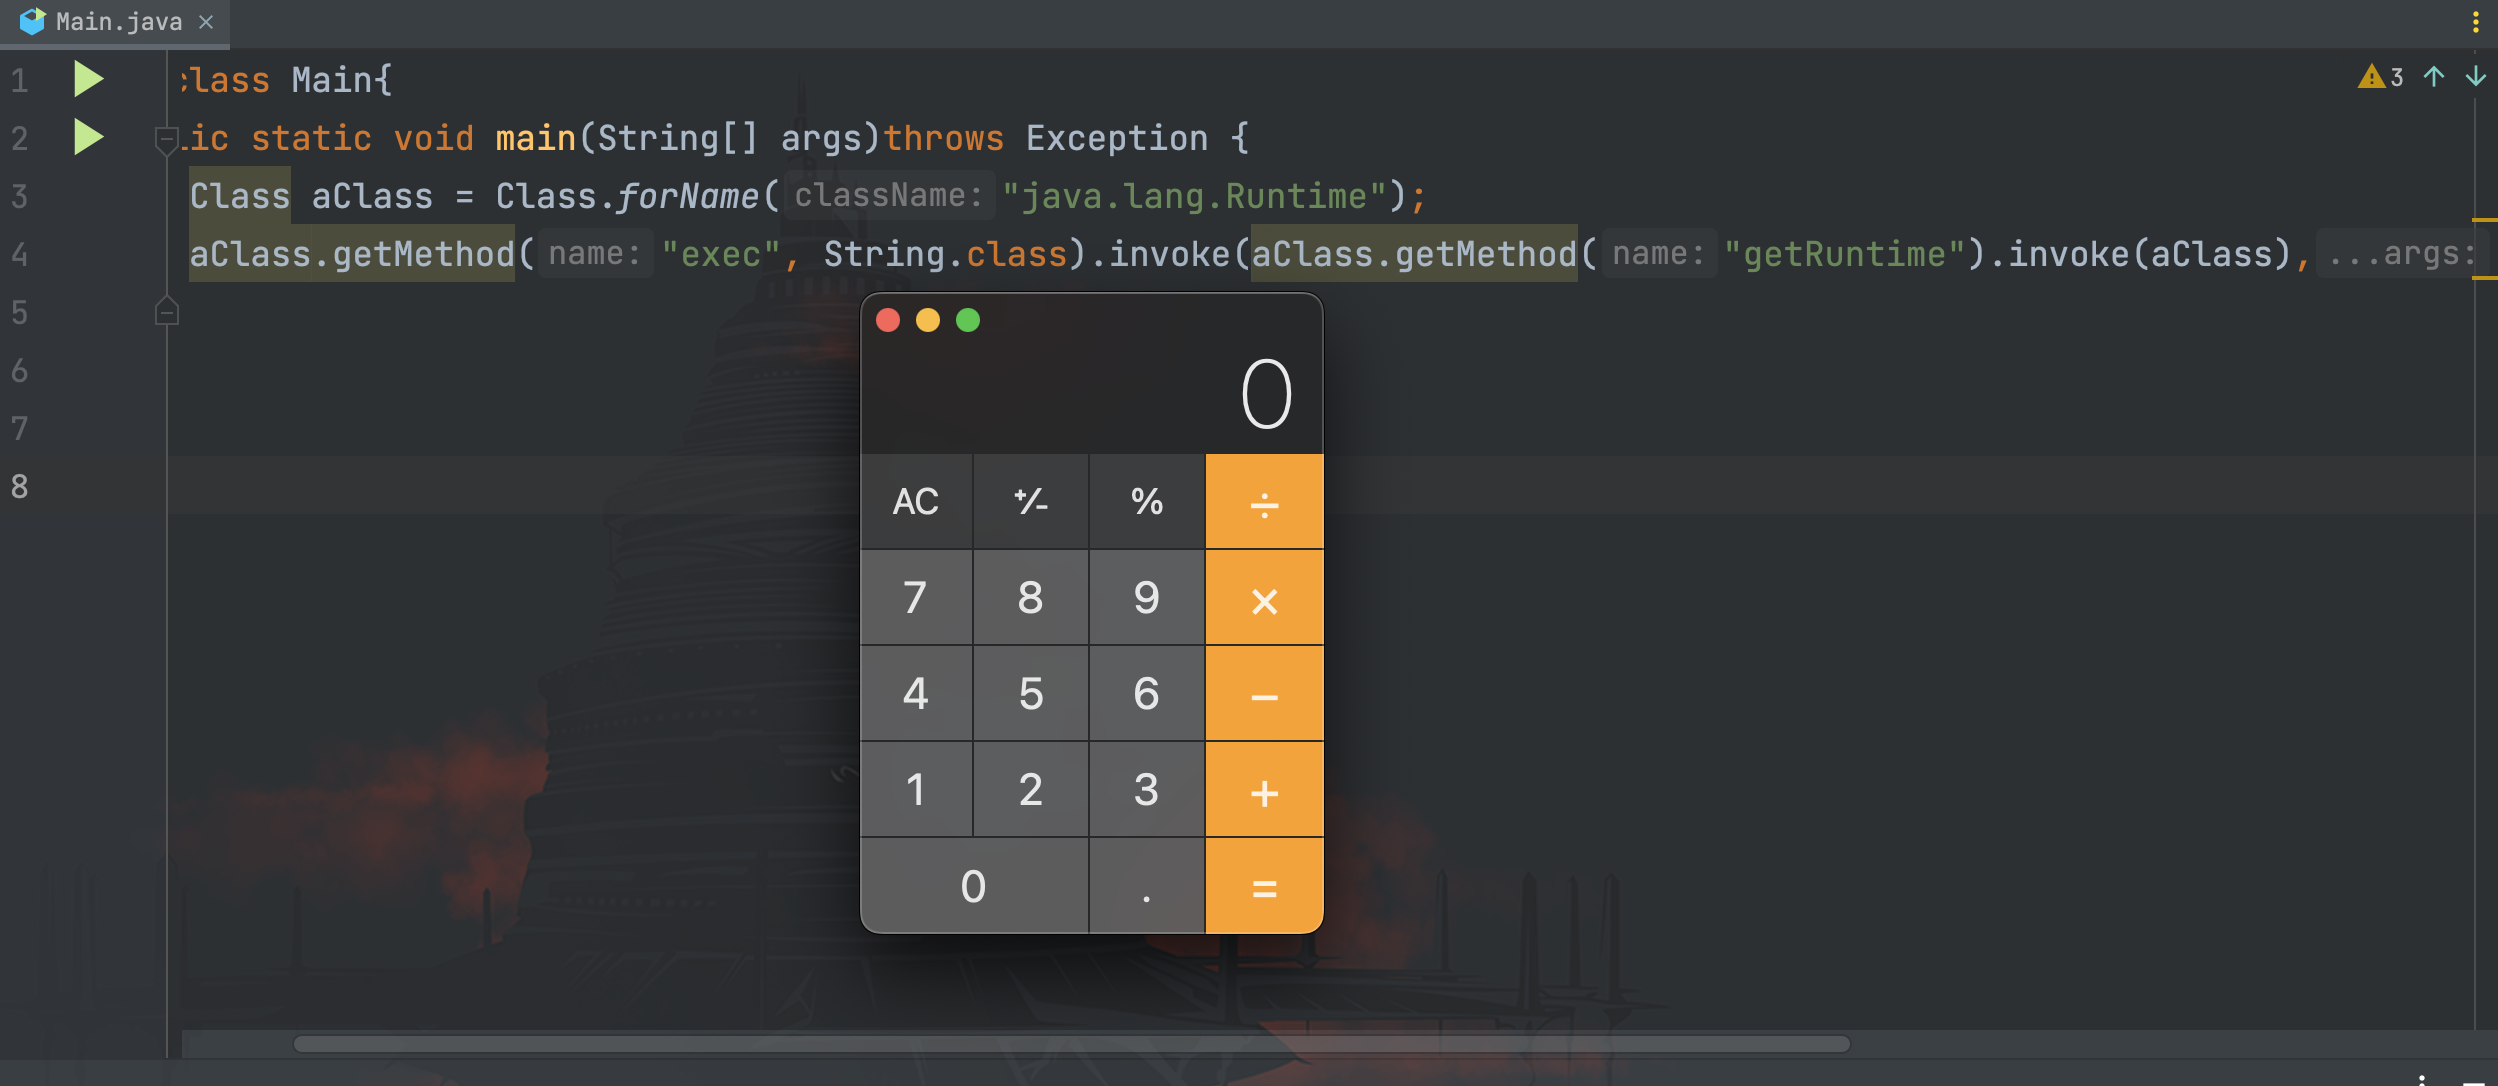 Main.java
1 class Main{
3
2 ic static void main(String[] args)throws Exception {
3 Class aClass = Class.forName( className: "java.lang.Runtime");
4 aClass.getMethod( name: "exec", String.class).invoke(aClass.getMethod( name: "getRuntime").invoke(aClass), ...args:
5
6
7
8
0
AC +/- % ÷
7 8 9 ×
4 5 6 −
1 2 3 +
0 . =